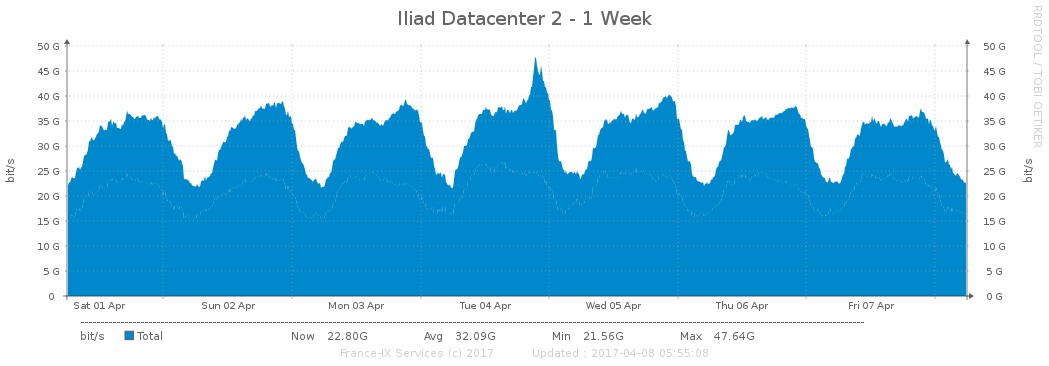 Iliad Datacenter 2 - 1 Week
RRDTOOL / TOBI OETIKER
50 G 50 G
45 G 45 G
40 G 40 G
35 G 35 G
30 G 30 G
25 G 25 G
20 G 20 G
15 G 15 G
10 G 10 G
5 G 5 G
0 0 G
bit/s bit/s
Sat 01 Apr Sun 02 Apr Mon 03 Apr Tue 04 Apr Wed 05 Apr Thu 06 Apr Fri 07 Apr
bit/s Total Now 22.80G Avg 32.09G Min 21.56G Max 47.64G
France-IX Services (c) 2017 Updated : 2017-04-08 05:55:08